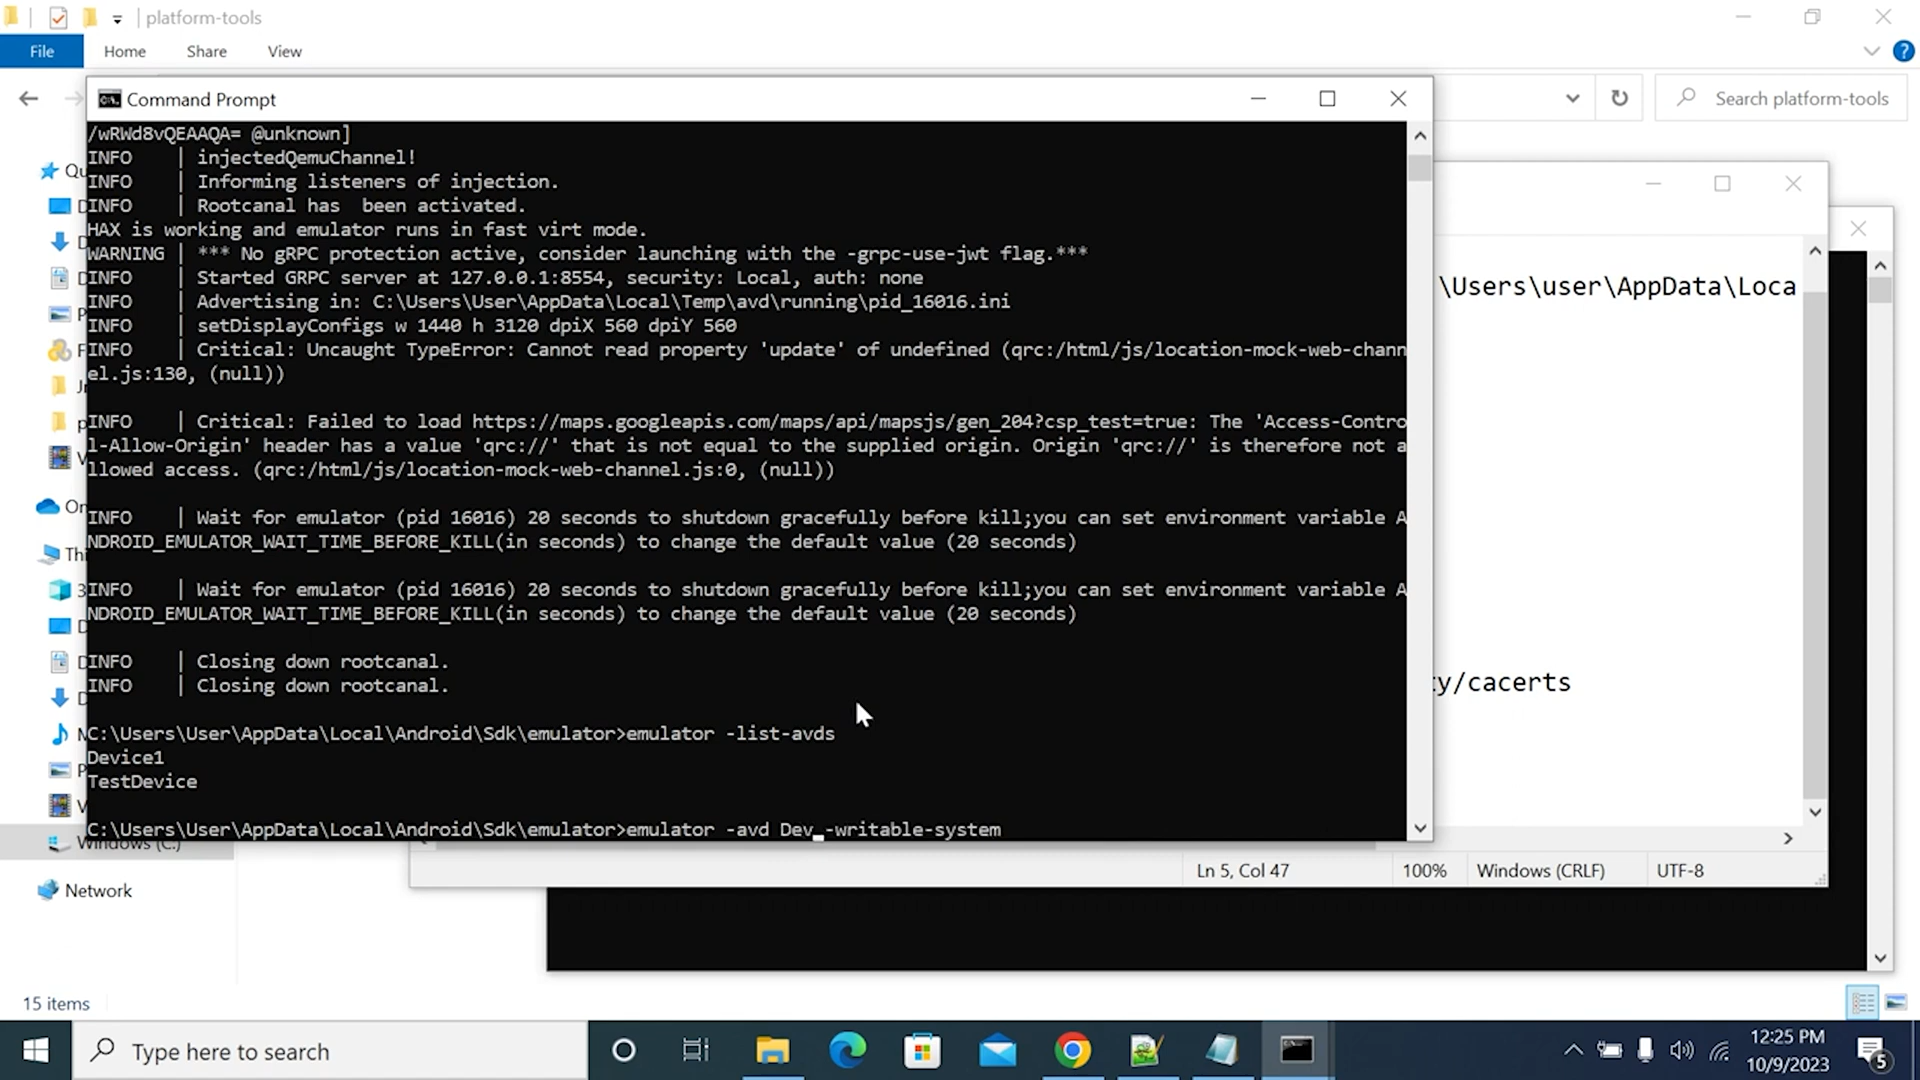 platform-tools
File
Home
Share
View
Search platform-tools
Command Prompt
/wRWd8vQEAAQA= @unknown]
INFO | injectedQemuChannel!
INFO | Informing listeners of injection.
INFO | Rootcanal has been activated.
HAX is working and emulator runs in fast virt mode.
WARNING | *** No gRPC protection active, consider launching with the -grpc-use-jwt flag.***
INFO | Started GRPC server at 127.0.0.1:8554, security: Local, auth: none
INFO | Advertising in: C:\Users\User\AppData\Local\Temp\avd\running\pid_16016.ini
INFO | setDisplayConfigs w 1440 h 3120 dpiX 560 dpiY 560
INFO | Critical: Uncaught TypeError: Cannot read property 'update' of undefined (qrc:/html/js/location-mock-web-chann
el.js:130, (null))
INFO | Critical: Failed to load https://maps.googleapis.com/maps/api/mapsjs/gen_204?csp_test=true: The 'Access-Contro
l-Allow-Origin' header has a value 'qrc://' that is not equal to the supplied origin. Origin 'qrc://' is therefore not a
llowed access. (qrc:/html/js/location-mock-web-channel.js:0, (null))
INFO | Wait for emulator (pid 16016) 20 seconds to shutdown gracefully before kill;you can set environment variable A
NDROID_EMULATOR_WAIT_TIME_BEFORE_KILL(in seconds) to change the default value (20 seconds)
INFO | Wait for emulator (pid 16016) 20 seconds to shutdown gracefully before kill;you can set environment variable A
NDROID_EMULATOR_WAIT_TIME_BEFORE_KILL(in seconds) to change the default value (20 seconds)
INFO | Closing down rootcanal.
INFO | Closing down rootcanal.
C:\Users\User\AppData\Local\Android\Sdk\emulator>emulator -list-avds
Device1
TestDevice
C:\Users\User\AppData\Local\Android\Sdk\emulator>emulator -avd Dev -writable-system
\Users\user\AppData\Loca
ty/cacerts
Ln 5, Col 47
100%
Windows (CRLF)
UTF-8
Windows (C:)
Network
15 items
Type here to search
12:25 PM
10/9/2023
5